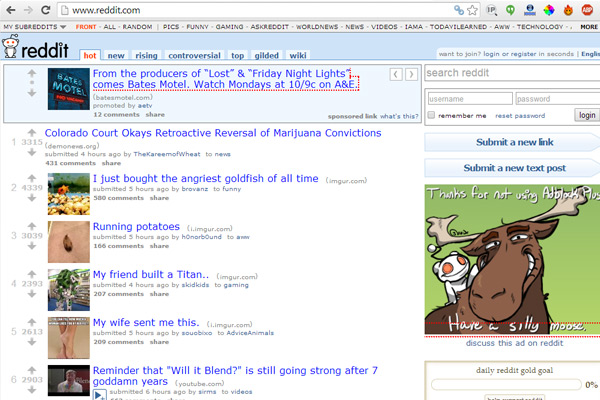 www.reddit.com
MY SUBREDDITS FRONT - ALL - RANDOM | PICS - FUNNY - GAMING - ASKREDDIT - WORLDNEWS - NEWS - VIDEOS - IAMA - TODAYILEARNED - AWW - TECHNOLOGY - MORE
reddit hot new rising controversial top gilded wiki
want to join? login or register in seconds | Englis
BATES MOTEL
From the producers of “Lost” & “Friday Night Lights”
comes Bates Motel. Watch Mondays at 10/9c on A&E.
(batesmotel.com)
promoted by aetv
12 comments share
sponsored link what's this?
search reddit
username password
remember me reset password login
Submit a new link
Submit a new text post
1 3315 Colorado Court Okays Retroactive Reversal of Marijuana Convictions
(demonews.org)
submitted 4 hours ago by TheKareemofWheat to news
431 comments share
2 4339 I just bought the angriest goldfish of all time (imgur.com)
submitted 5 hours ago by brovanz to funny
580 comments share
3 3039 Running potatoes (i.imgur.com)
submitted 5 hours ago by h0norb0und to aww
166 comments share
4 2393 My friend built a Titan.. (imgur.com)
submitted 4 hours ago by skidkids to gaming
207 comments share
5 2613 My wife sent me this. (i.imgur.com)
submitted 5 hours ago by souobixo to AdviceAnimals
209 comments share
6 2903 Reminder that "Will it Blend?" is still going strong after 7
goddamn years (youtube.com)
submitted 6 hours ago by sirms to videos
comments share
Thanks for not using Adblock Plus
Have a silly moose.
discuss this ad on reddit
daily reddit gold goal
0%
help support reddit